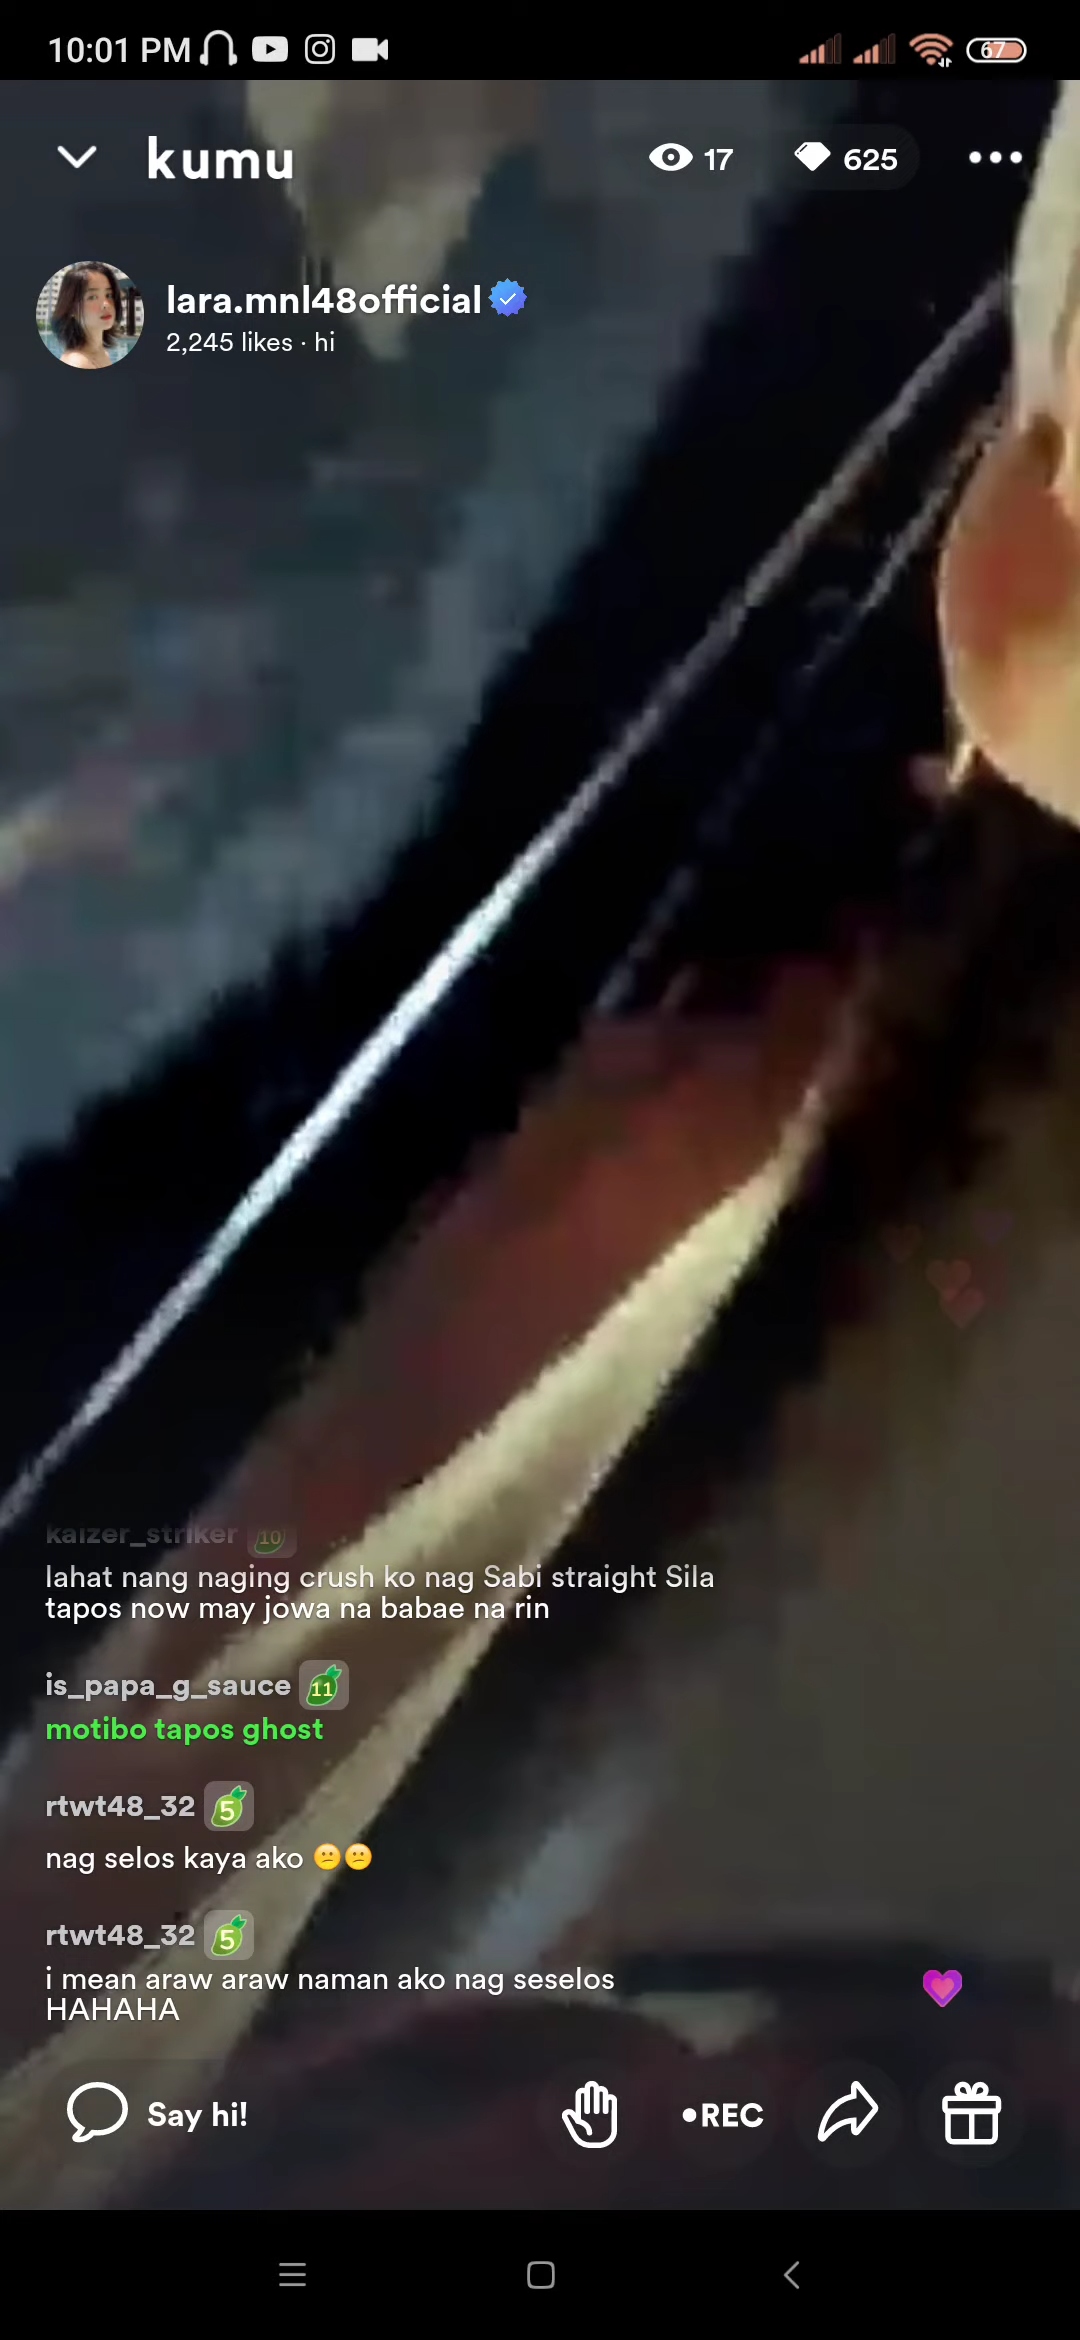 10:01 PM
67
kumu
17
625
lara.mnl48official
2,245 likes · hi
kaizer_striker 10
lahat nang naging crush ko nag Sabi straight Sila
tapos now may jowa na babae na rin
is_papa_g_sauce 11
motibo tapos ghost
rtwt48_32 5
nag selos kaya ako 😕😕
rtwt48_32 5
i mean araw araw naman ako nag seselos
HAHAHA
Say hi!
•REC